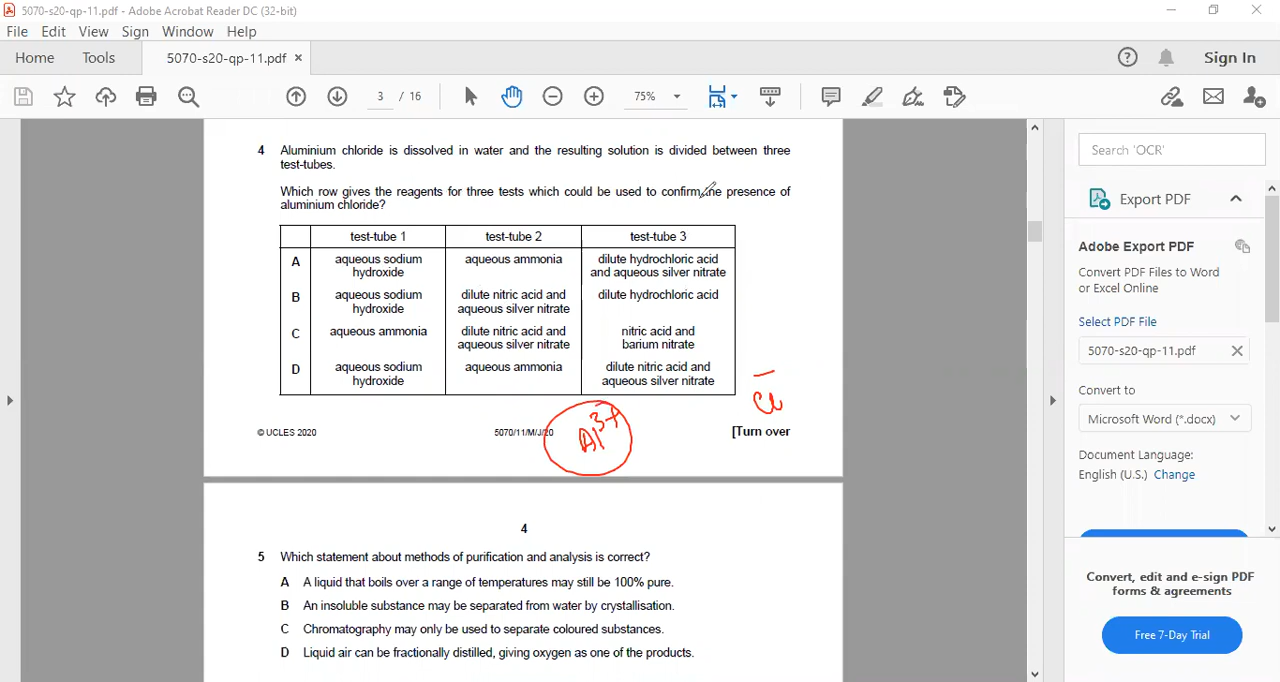 5070-s20-qp-11.pdf - Adobe Acrobat Reader DC (32-bit)
File Edit View Sign Window Help
Home Tools 5070-s20-qp-11.pdf × Sign In
3 / 16 75%
4 Aluminium chloride is dissolved in water and the resulting solution is divided between three
test-tubes.
Which row gives the reagents for three tests which could be used to confirm the presence of
aluminium chloride?
test-tube 1 test-tube 2 test-tube 3
A aqueous sodium hydroxide aqueous ammonia dilute hydrochloric acid and aqueous silver nitrate
B aqueous sodium hydroxide dilute nitric acid and aqueous silver nitrate dilute hydrochloric acid
C aqueous ammonia dilute nitric acid and aqueous silver nitrate nitric acid and barium nitrate
D aqueous sodium hydroxide aqueous ammonia dilute nitric acid and aqueous silver nitrate
Al³⁺
Cl⁻
© UCLES 2020 5070/11/M/J/20 [Turn over
4
5 Which statement about methods of purification and analysis is correct?
A A liquid that boils over a range of temperatures may still be 100% pure.
B An insoluble substance may be separated from water by crystallisation.
C Chromatography may only be used to separate coloured substances.
D Liquid air can be fractionally distilled, giving oxygen as one of the products.
Search 'OCR'
Export PDF
Adobe Export PDF
Convert PDF Files to Word
or Excel Online
Select PDF File
5070-s20-qp-11.pdf
Convert to
Microsoft Word (*.docx)
Document Language:
English (U.S.) Change
Convert, edit and e-sign PDF
forms & agreements
Free 7-Day Trial